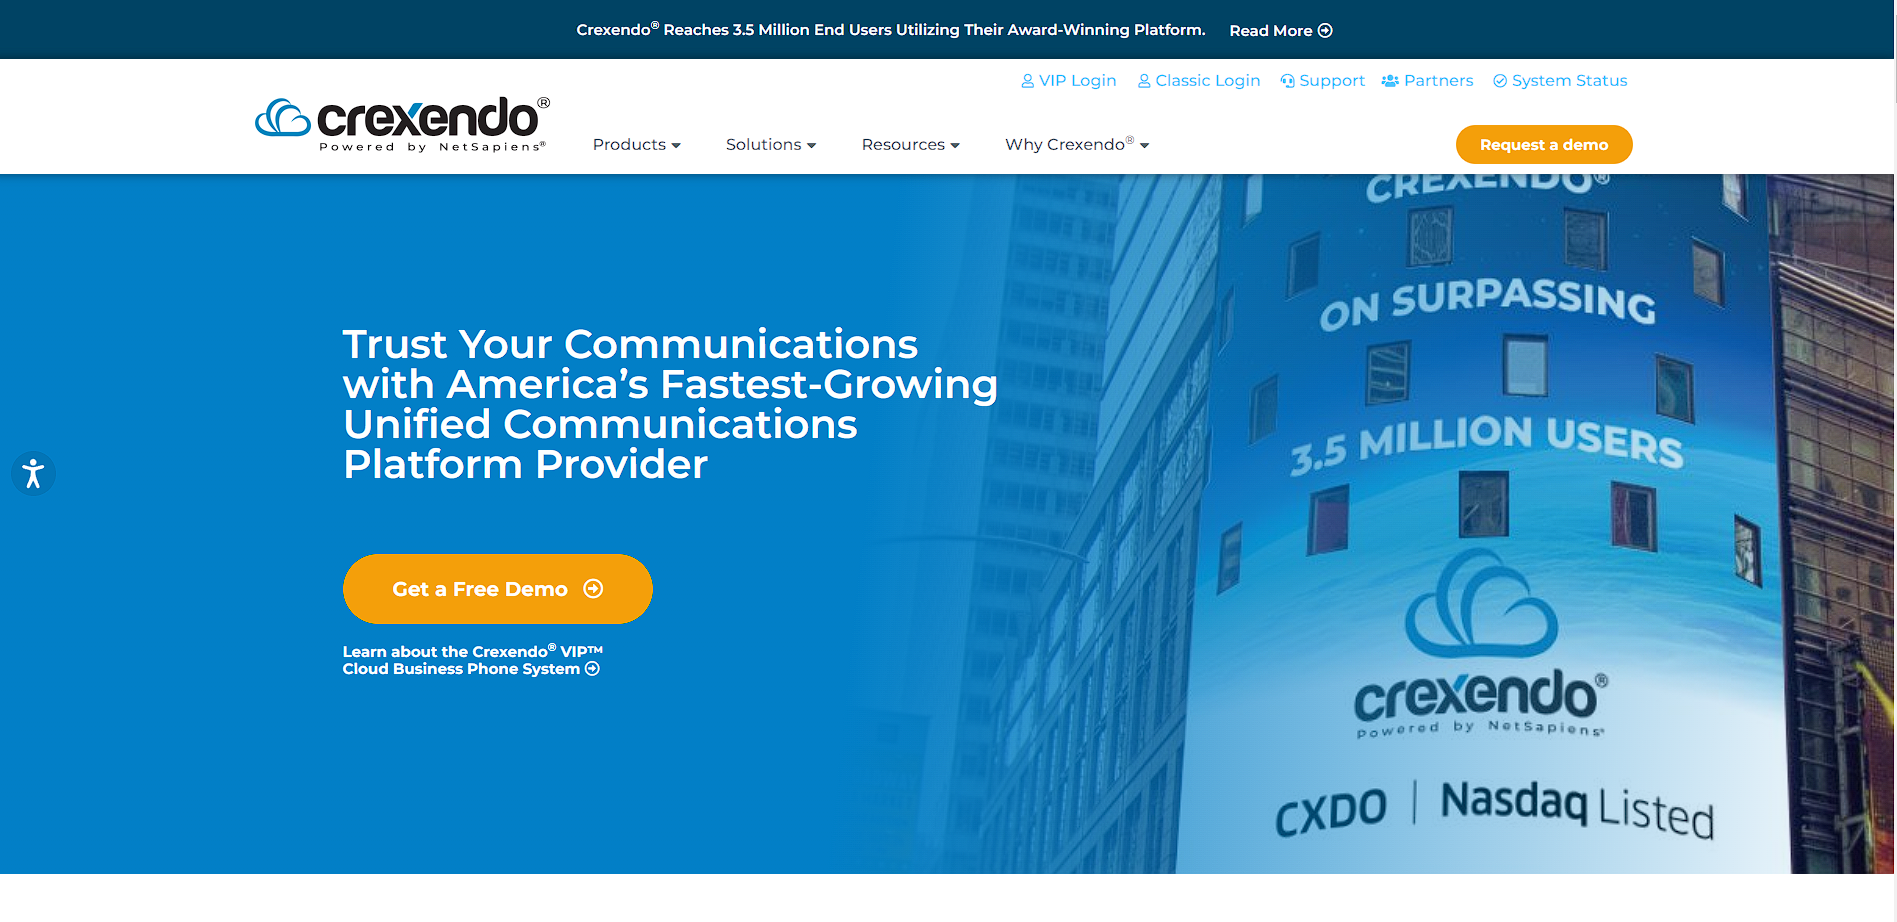 Crexendo® Reaches 3.5 Million End Users Utilizing Their Award-Winning Platform. Read More
VIP Login Classic Login Support Partners System Status
crexendo®
Powered by NetSapiens®
Products Solutions Resources Why Crexendo® Request a demo
Trust Your Communications
with America's Fastest-Growing
Unified Communications
Platform Provider
Get a Free Demo
Learn about the Crexendo® VIP™
Cloud Business Phone System
CREXENDO®
ON SURPASSING
3.5 MILLION USERS
crexendo®
Powered by NetSapiens®
CXDO | Nasdaq Listed